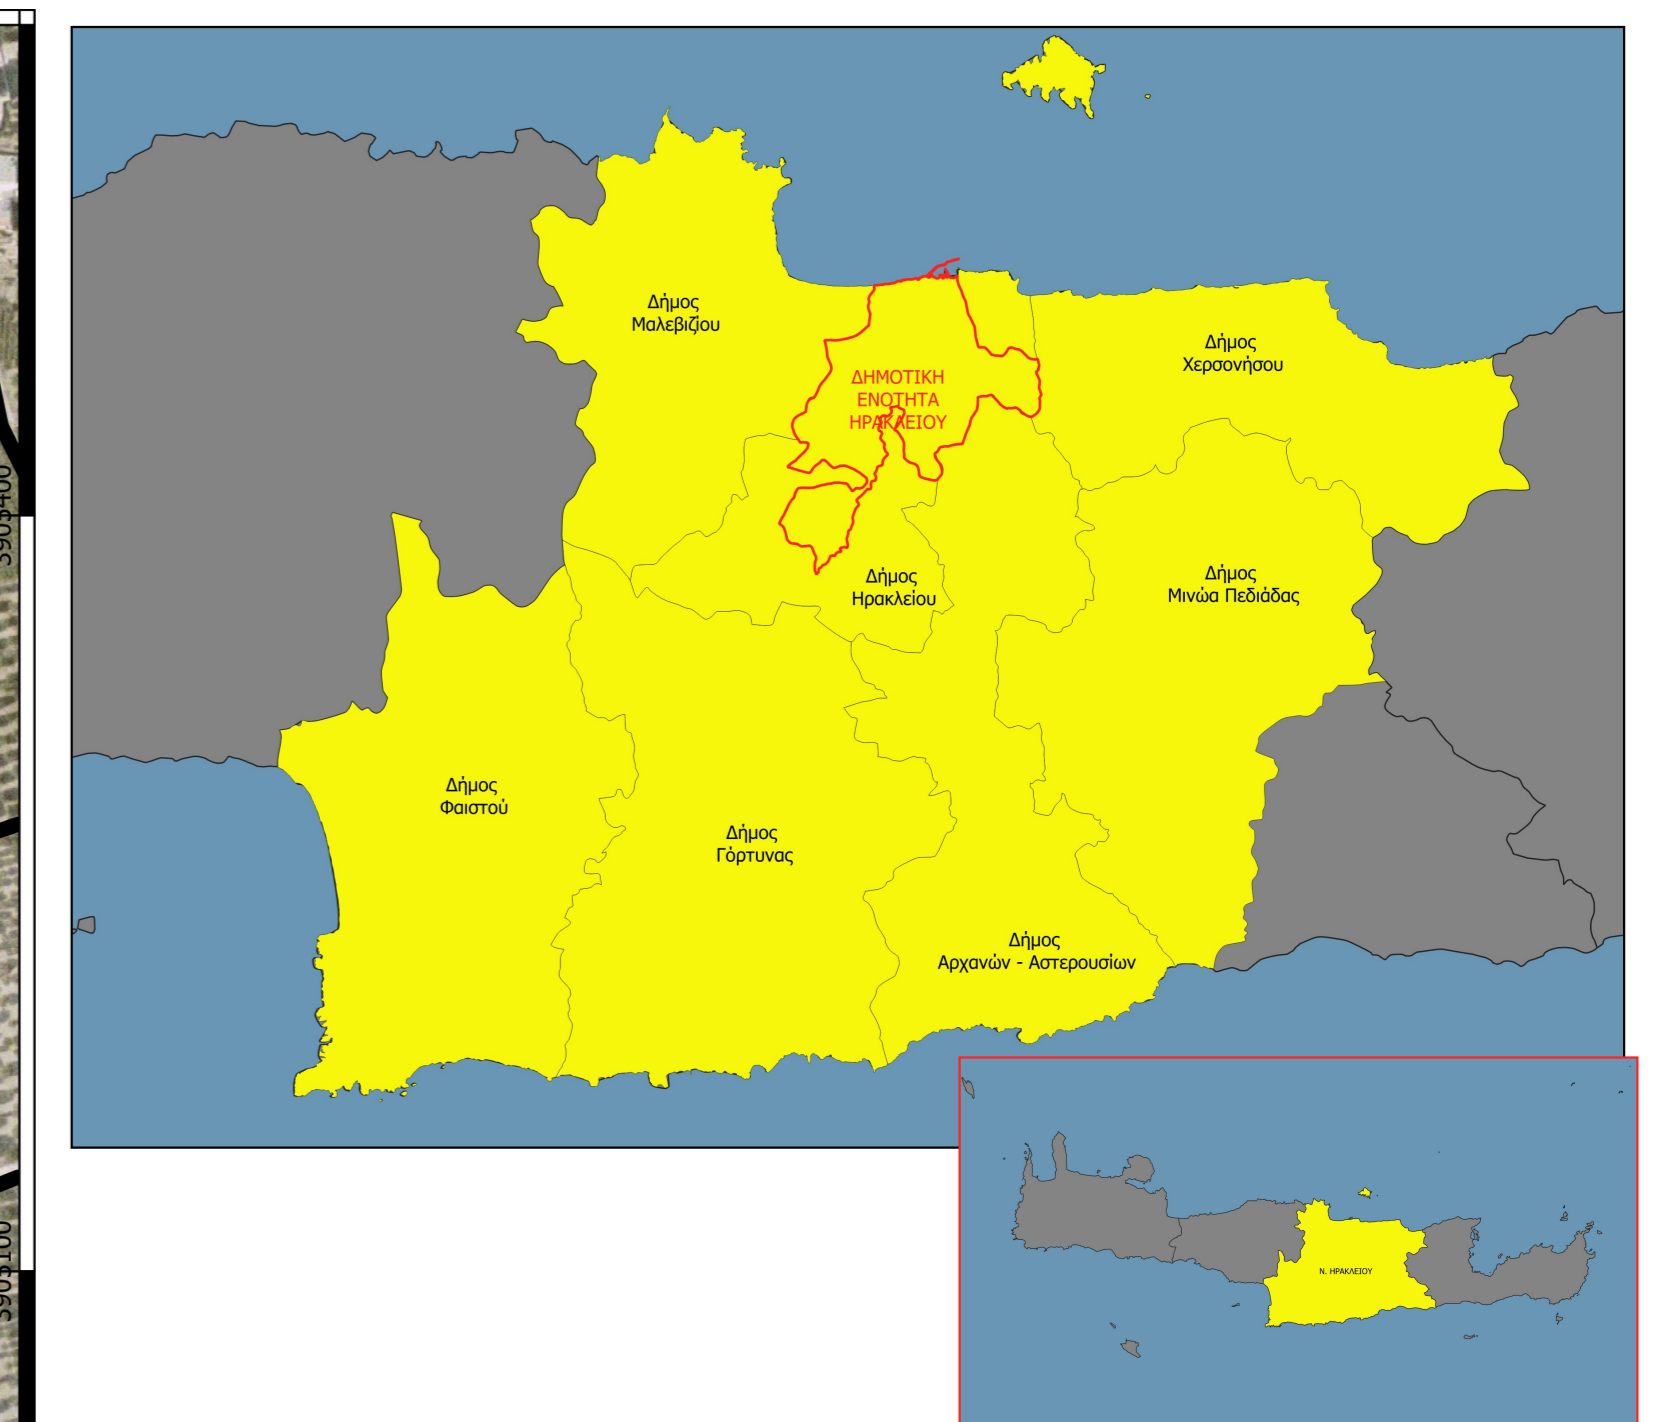 Δήμος
Μαλεβιζίου
Δήμος
Χερσονήσου
ΔΗΜΟΤΙΚΗ
ΕΝΟΤΗΤΑ
ΗΡΑΚΛΕΙΟΥ
Δήμος
Ηρακλείου
Δήμος
Μινώα Πεδιάδας
Δήμος
Φαιστού
Δήμος
Γόρτυνας
Δήμος
Αρχανών - Αστερουσίων
Ν. ΗΡΑΚΛΕΙΟΥ